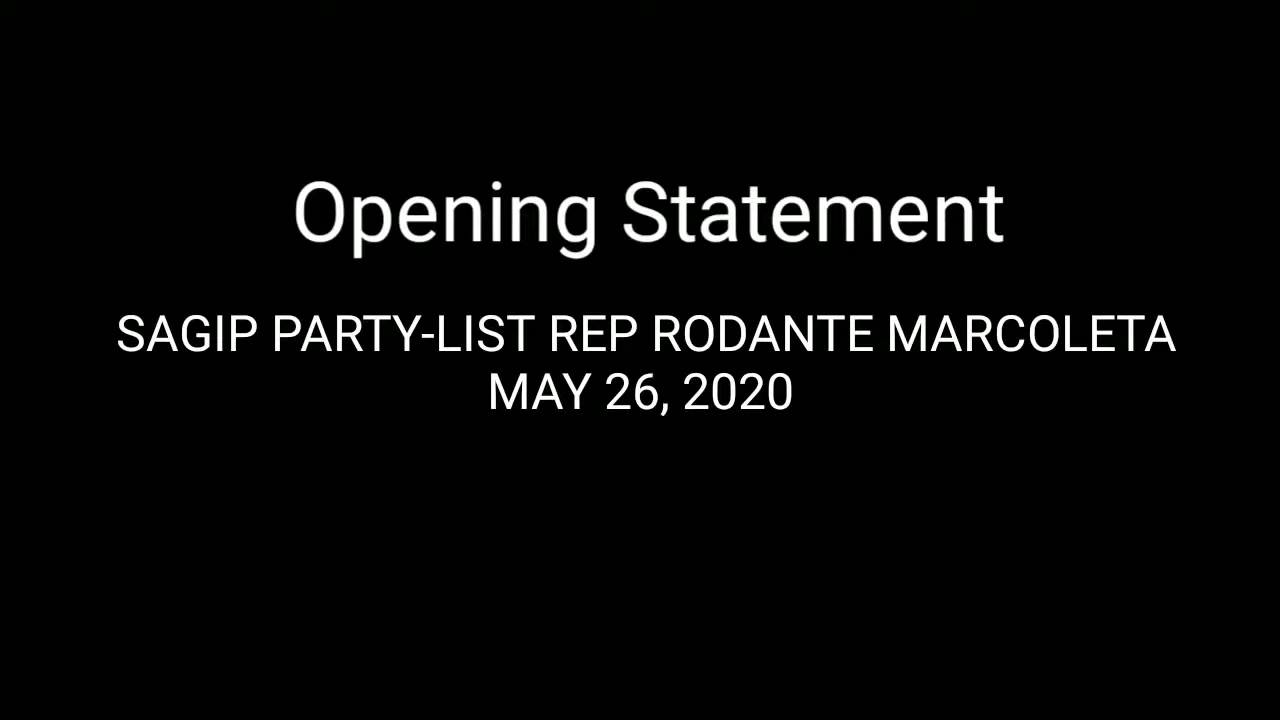 Opening Statement
SAGIP PARTY-LIST REP RODANTE MARCOLETA
MAY 26, 2020